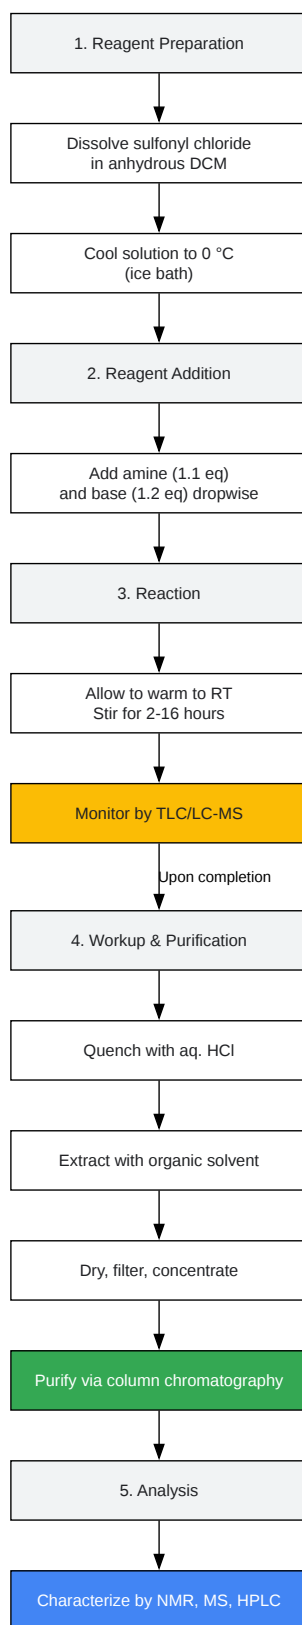 1. Reagent Preparation
Dissolve sulfonyl chloride
in anhydrous DCM
Cool solution to 0 °C
(ice bath)
2. Reagent Addition
Add amine (1.1 eq)
and base (1.2 eq) dropwise
3. Reaction
Allow to warm to RT
Stir for 2-16 hours
Monitor by TLC/LC-MS
Upon completion
4. Workup & Purification
Quench with aq. HCl
Extract with organic solvent
Dry, filter, concentrate
Purify via column chromatography
5. Analysis
Characterize by NMR, MS, HPLC